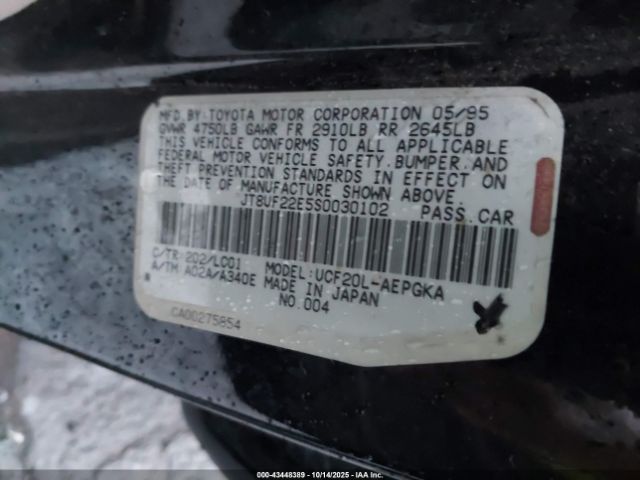 MFD. BY: TOYOTA MOTOR CORPORATION 05/95
GVWR 4750LB GAWR FR 2910LB RR 2645LB
THIS VEHICLE CONFORMS TO ALL APPLICABLE
FEDERAL MOTOR VEHICLE SAFETY, BUMPER, AND
THEFT PREVENTION STANDARDS IN EFFECT ON
THE DATE OF MANUFACTURE SHOWN ABOVE.
JT8UF22E5S0030102 PASS. CAR
C/TR: 202/LC01 MODEL: UCF20L-AEPGKA
A/TM A02A/A340E MADE IN JAPAN
NO. 004
CA00275854
000-43448389 - 10/14/2025 - IAA Inc.